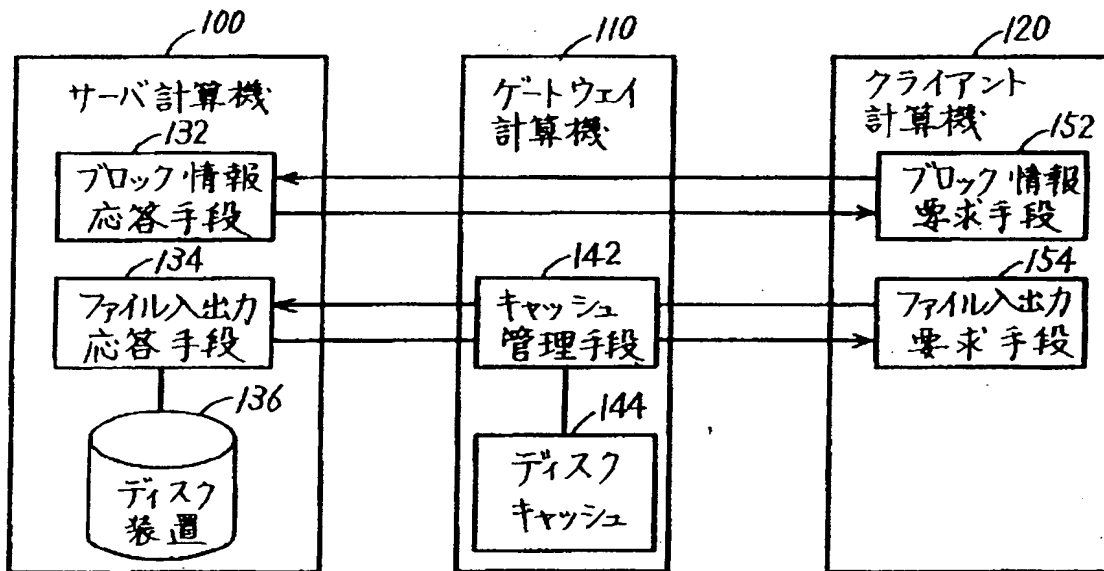 100
サーバ計算機
132
ブロック情報
応答手段
134
ファイル入出力
応答手段
136
ディスク
装置
110
ゲートウェイ
計算機
142
キャッシュ
管理手段
144
ディスク
キャッシュ
120
クライアント
計算機
152
ブロック情報
要求手段
154
ファイル入出力
要求手段